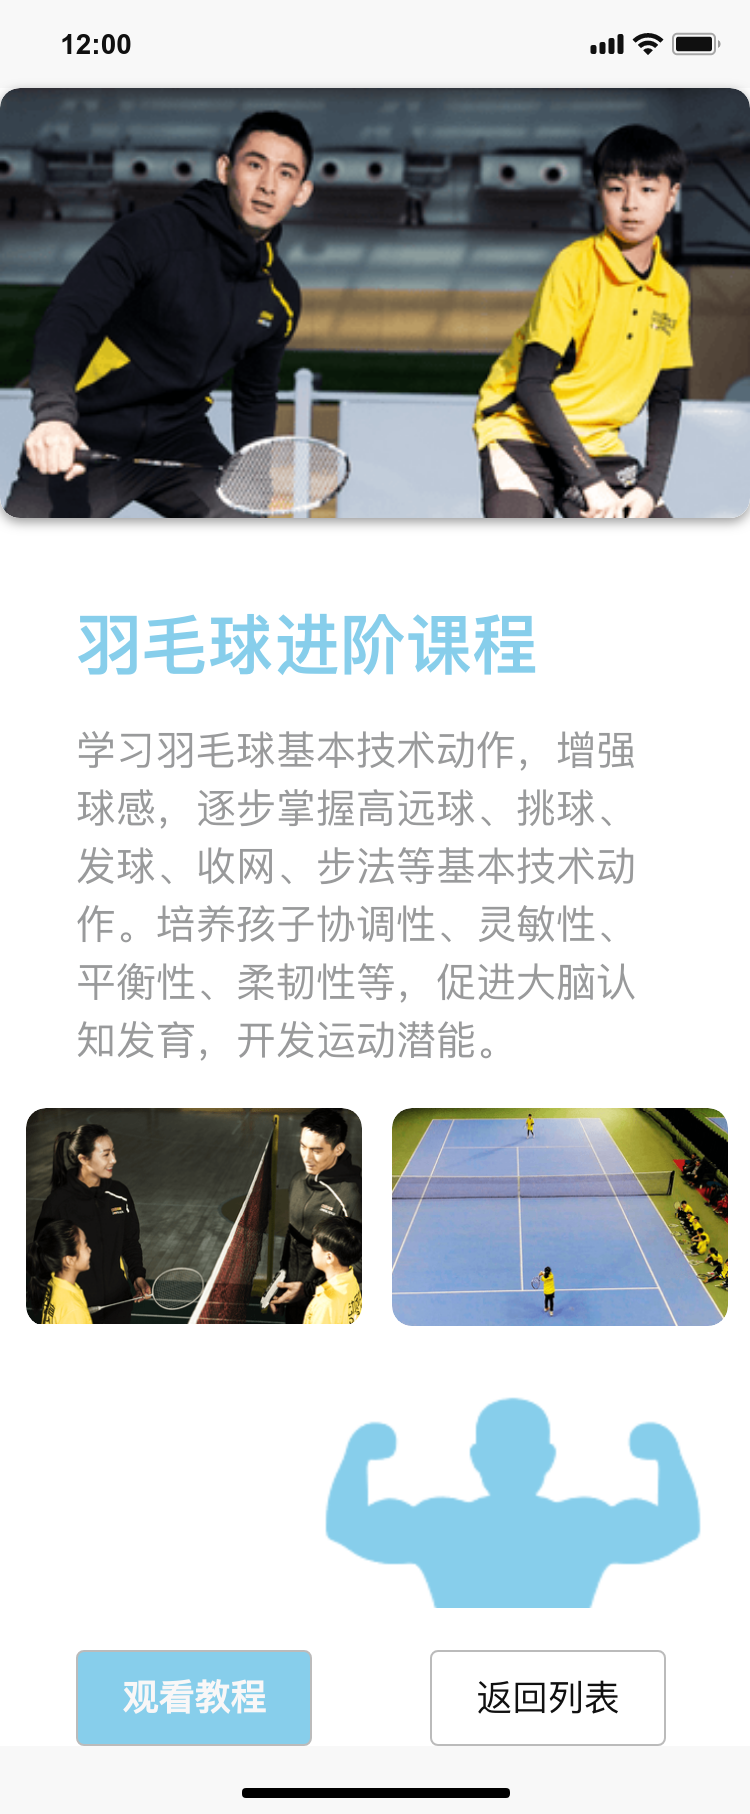 12:00
羽毛球进阶课程
学习羽毛球基本技术动作，增强
球感，逐步掌握高远球、挑球、
发球、收网、步法等基本技术动
作。培养孩子协调性、灵敏性、
平衡性、柔韧性等，促进大脑认
知发育，开发运动潜能。
观看教程
返回列表